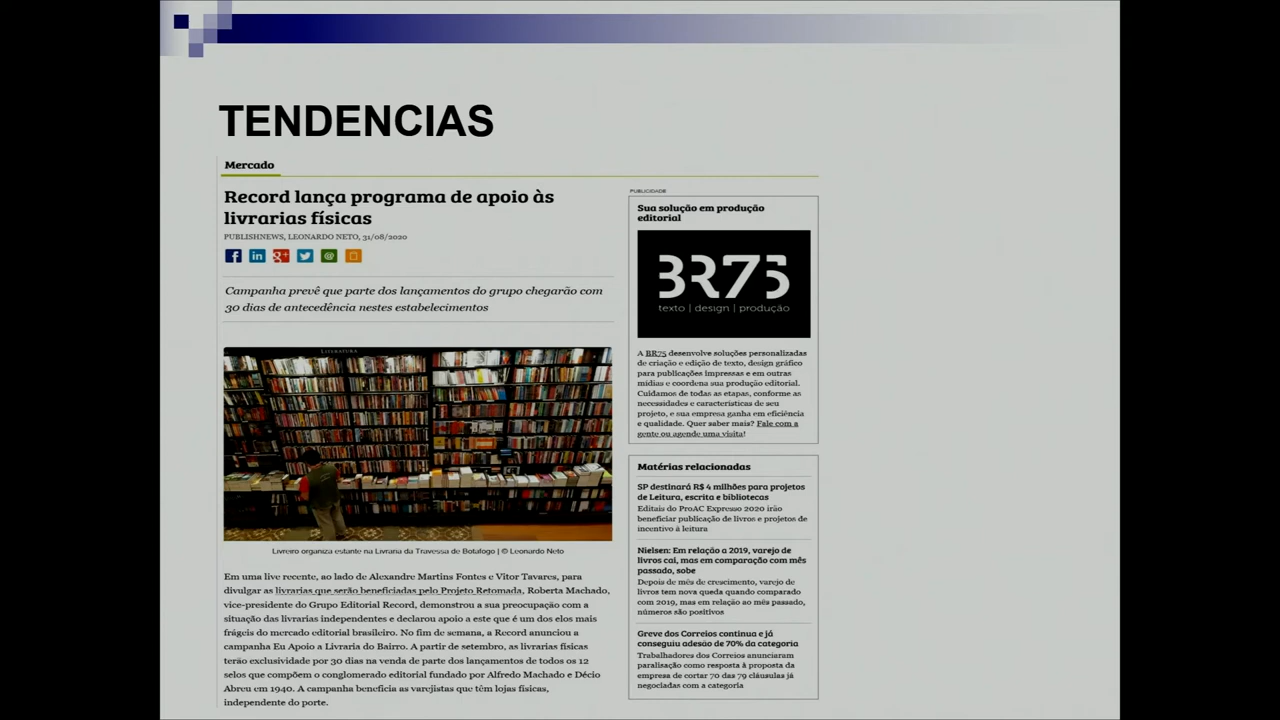 TENDENCIAS
Mercado
Record lança programa de apoio às
livrarias físicas
PUBLISHNEWS, LEONARDO NETO, 31/08/2020
Campanha prevê que parte dos lançamentos do grupo chegarão com
30 dias de antecedência nestes estabelecimentos
LITERATURA
Livreiro organiza estante na Livraria da Travessa de Botafogo | © Leonardo Neto
Em uma live recente, ao lado de Alexandre Martins Fontes e Vitor Tavares, para
divulgar as livrarias que serão beneficiadas pelo Projeto Retomada, Roberta Machado,
vice-presidente do Grupo Editorial Record, demonstrou a sua preocupação com a
situação das livrarias independentes e declarou apoio a este que é um dos elos mais
frágeis do mercado editorial brasileiro. No fim de semana, a Record anunciou a
campanha Eu Apoio a Livraria do Bairro. A partir de setembro, as livrarias físicas
terão exclusividade por 30 dias na venda de parte dos lançamentos de todos os 12
selos que compõem o conglomerado editorial fundado por Alfredo Machado e Décio
Abreu em 1940. A campanha beneficia as varejistas que têm lojas físicas,
independente do porte.
PUBLICIDADE
Sua solução em produção
editorial
BR75
texto | design | produção
A BR75 desenvolve soluções personalizadas
de criação e edição de texto, design gráfico
para publicações impressas e em outras
mídias e coordena sua produção editorial.
Cuidamos de todas as etapas, conforme as
necessidades e características de seu
projeto, e sua empresa ganha em eficiência
e qualidade. Quer saber mais? Fale com a
gente ou agende uma visita!
Matérias relacionadas
SP destinará R$ 4 milhões para projetos
de Leitura, escrita e bibliotecas
Editais do ProAC Expresso 2020 irão
beneficiar publicação de livros e projetos de
incentivo à leitura
Nielsen: Em relação a 2019, varejo de
livros cai, mas em comparação com mês
passado, sobe
Depois de mês de crescimento, varejo de
livros tem nova queda quando comparado
com 2019, mas em relação ao mês passado,
números são positivos
Greve dos Correios continua e já
conseguiu adesão de 70% da categoria
Trabalhadores dos Correios anunciaram
paralisação como resposta à proposta da
empresa de cortar 70 das 79 cláusulas já
negociadas com a categoria